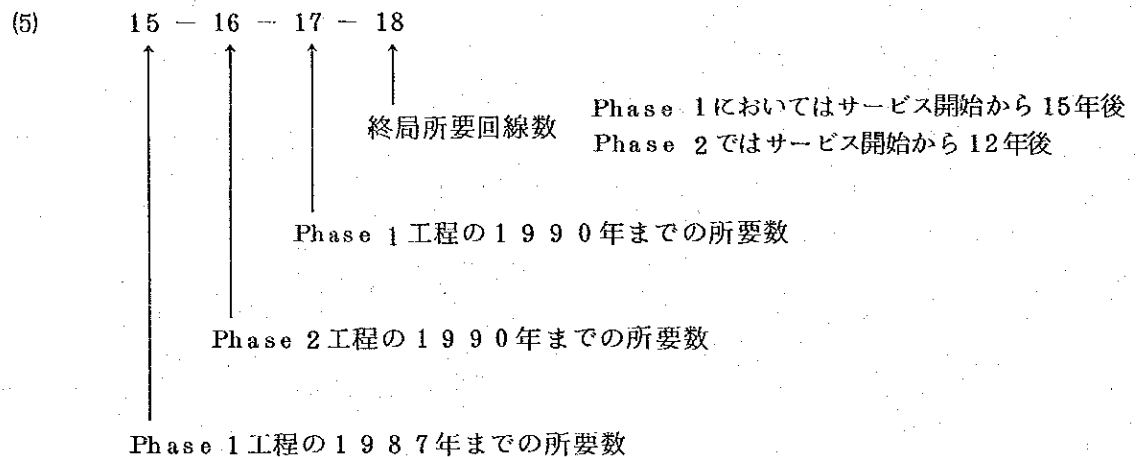 (5) 15 － 16 － 17 － 18
終局所要回線数
Phase 1においてはサービス開始から15年後
Phase 2ではサービス開始から12年後
Phase 1工程の1990年までの所要数
Phase 2工程の1990年までの所要数
Phase 1工程の1987年までの所要数